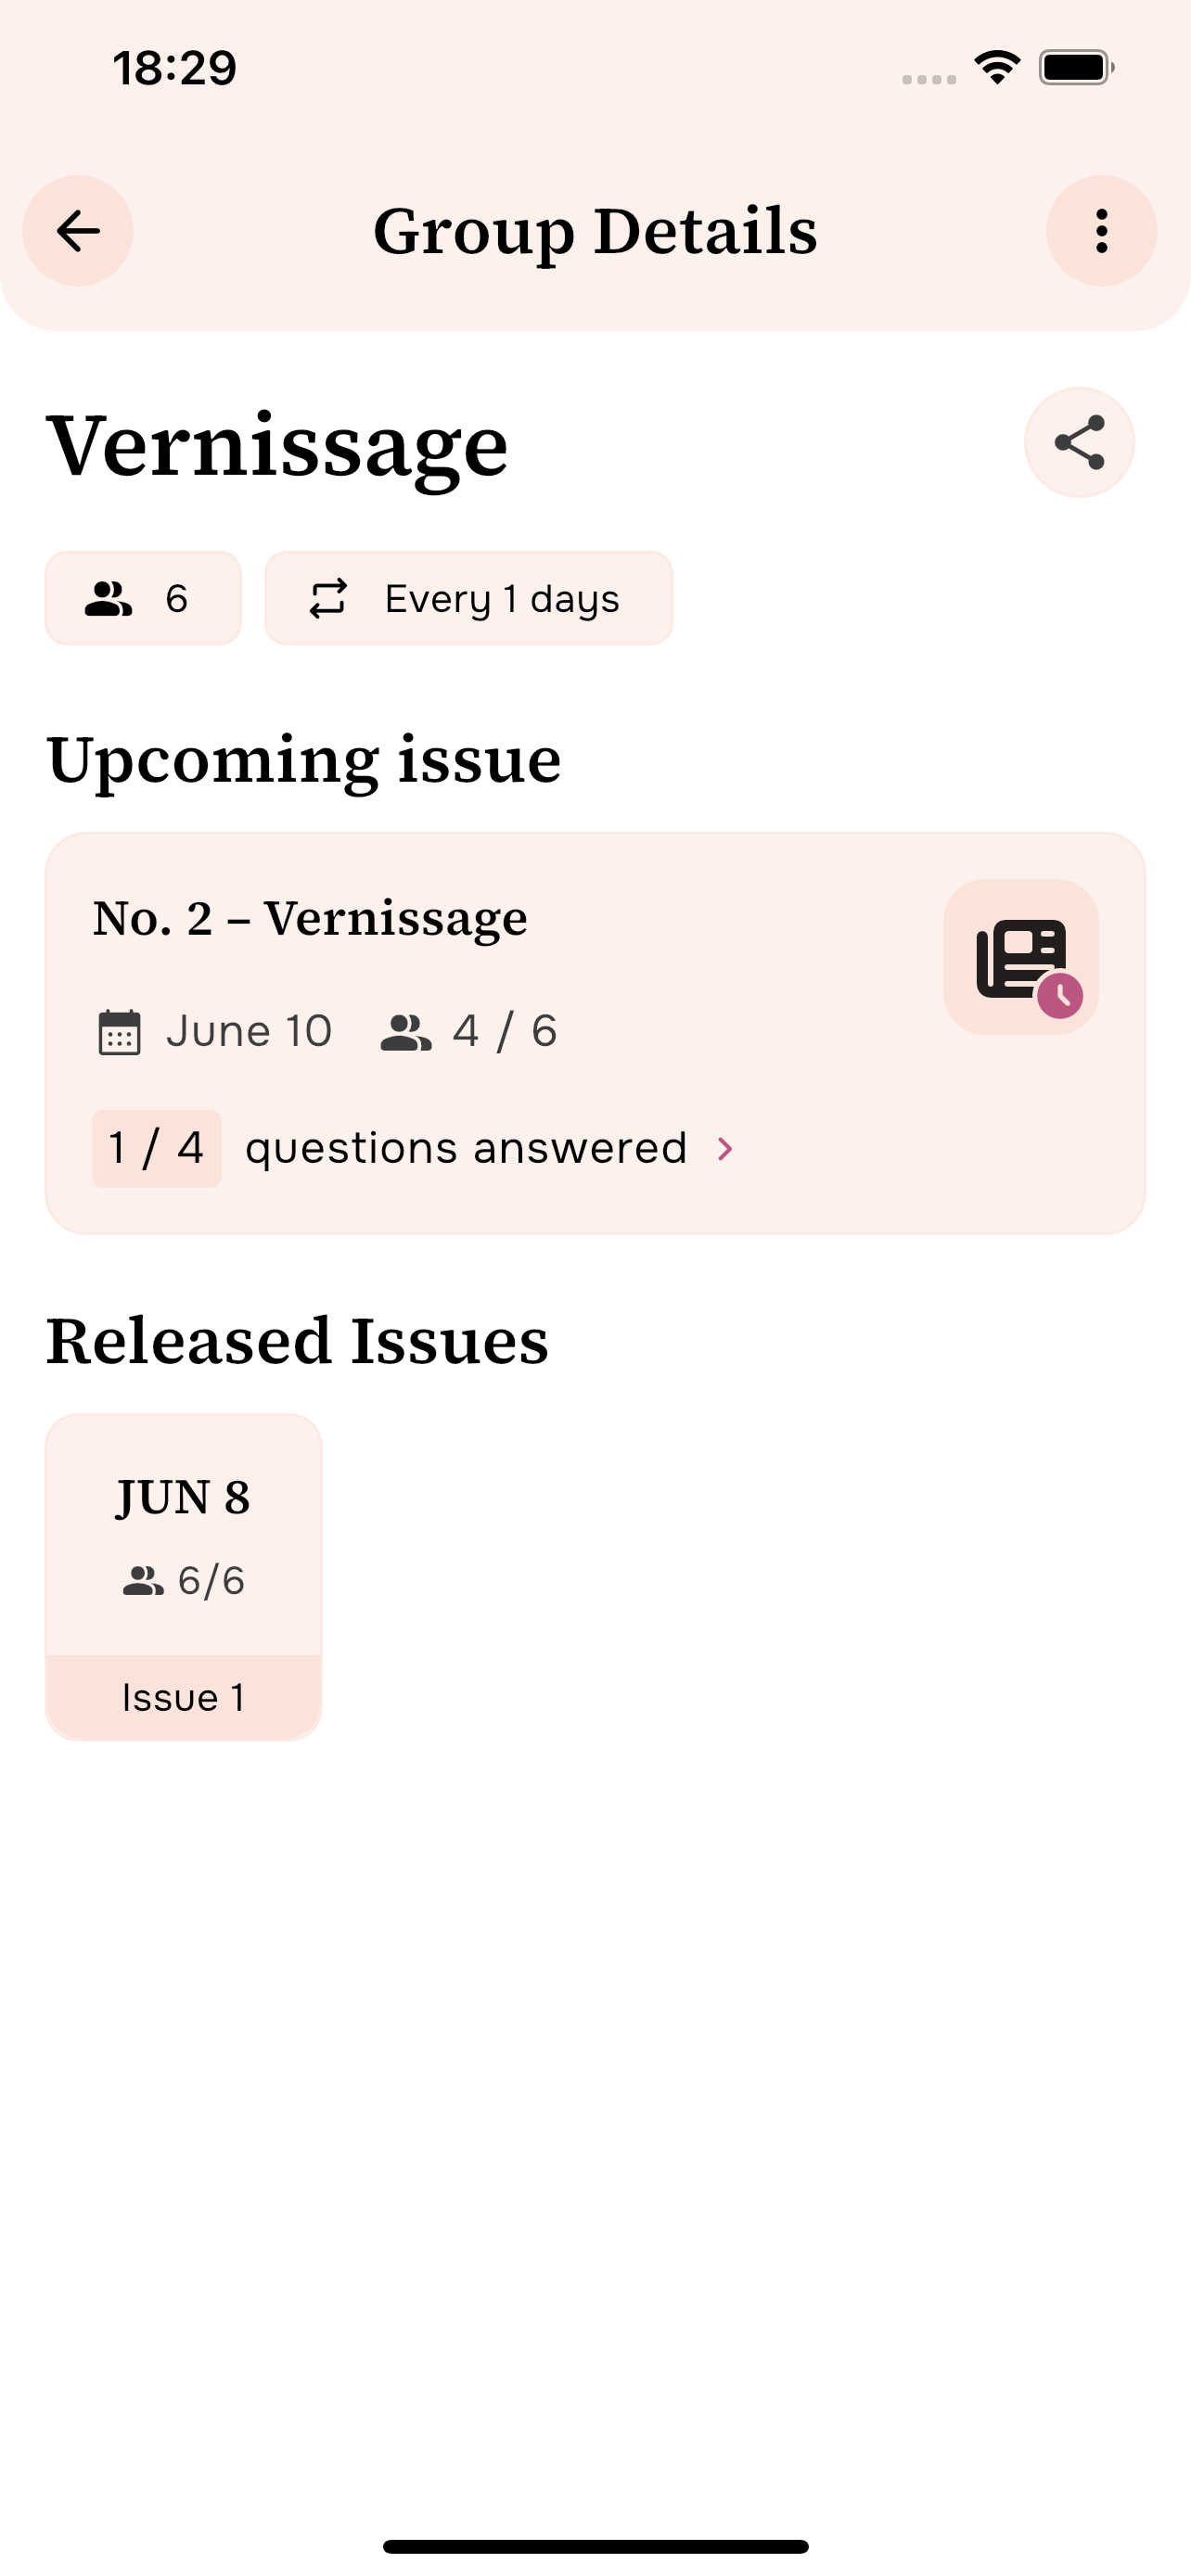 18:29
Group Details
Vernissage
6
Every 1 days
Upcoming issue
No. 2 – Vernissage
June 10
4 / 6
1 / 4 questions answered
Released Issues
JUN 8
6/6
Issue 1